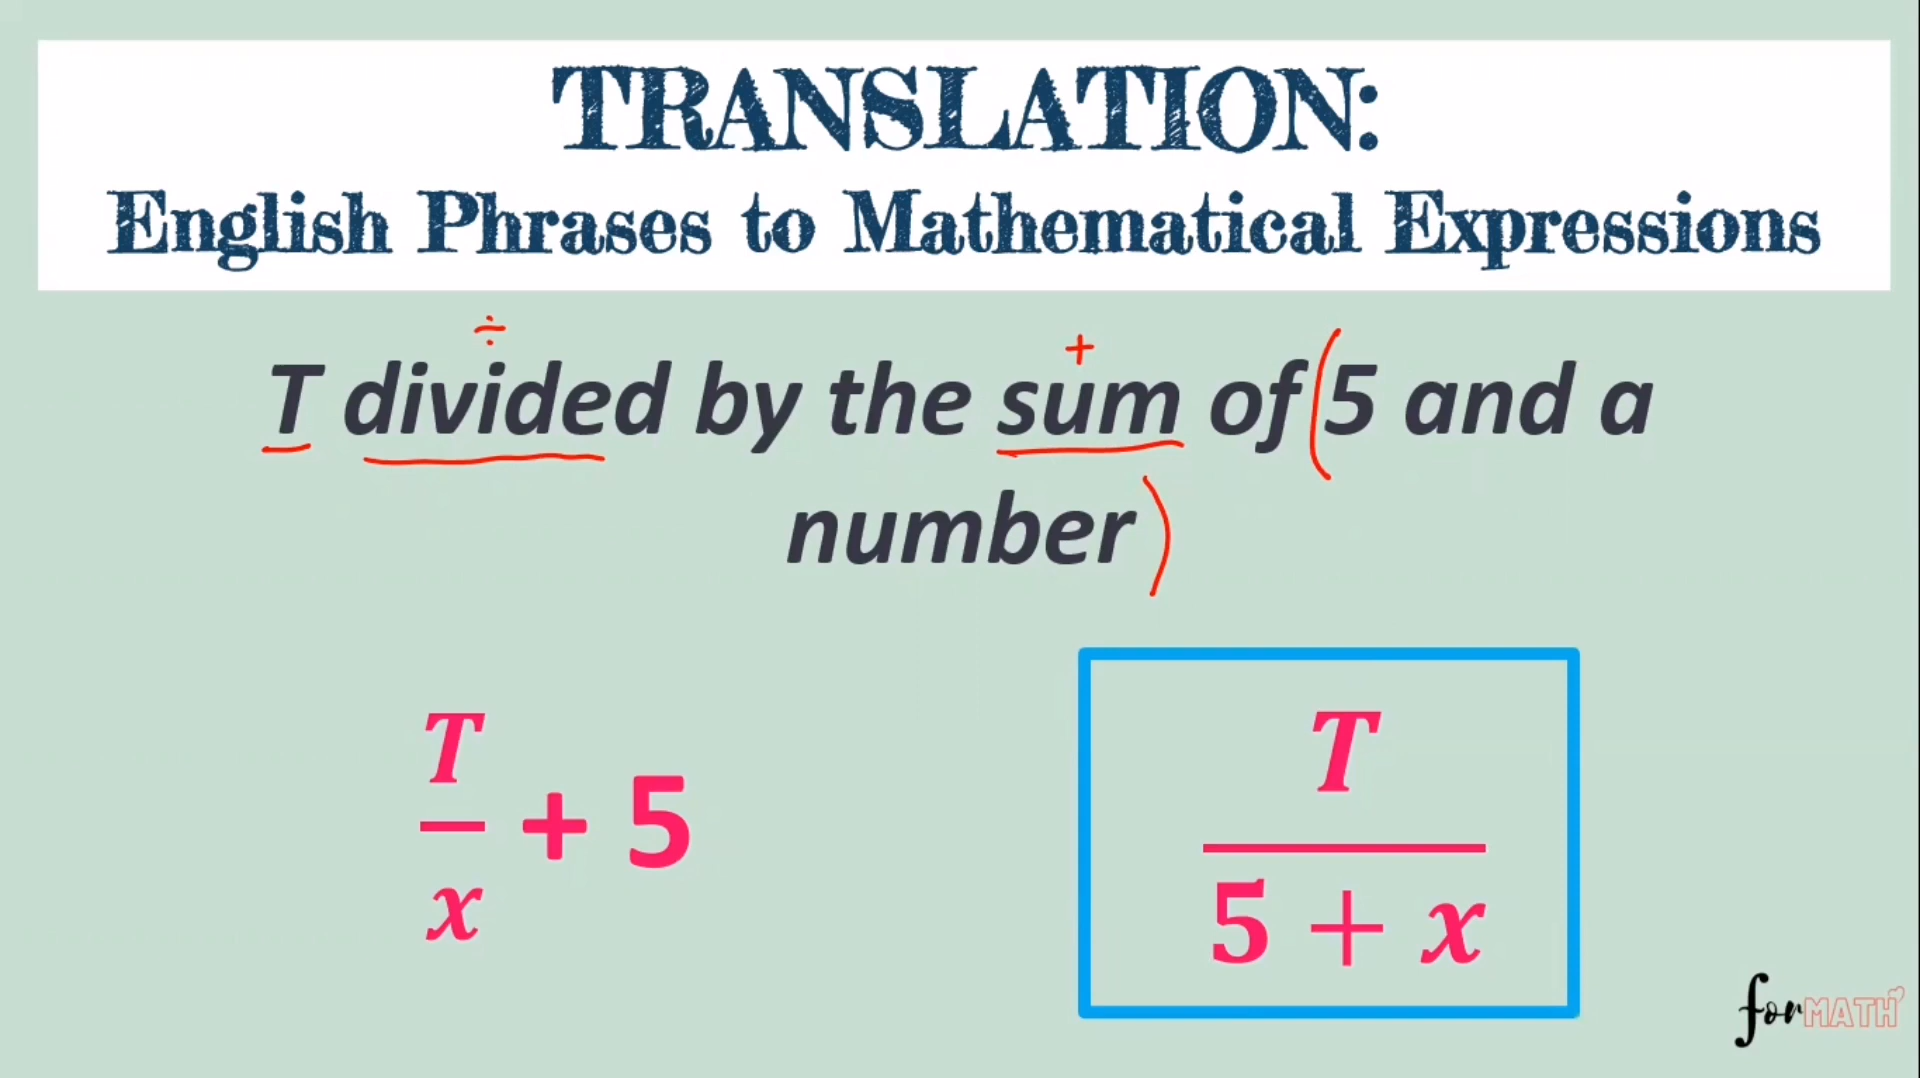 TRANSLATION:
English Phrases to Mathematical Expressions
÷ +
T divided by the sum of (5 and a
number)
T/x + 5
T/(5 + x)
forMATH